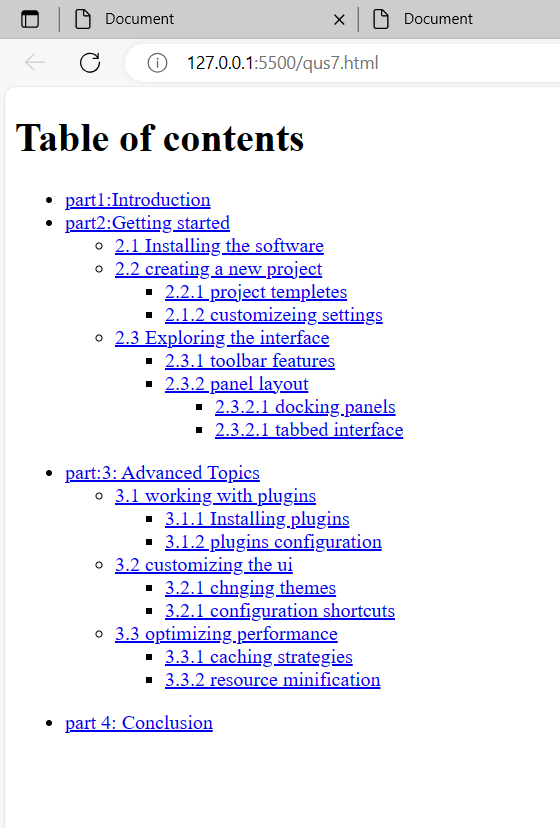 Document
Document
127.0.0.1:5500/qus7.html
Table of contents
part1:Introduction
part2:Getting started
2.1 Installing the software
2.2 creating a new project
2.2.1 project templetes
2.1.2 customizeing settings
2.3 Exploring the interface
2.3.1 toolbar features
2.3.2 panel layout
2.3.2.1 docking panels
2.3.2.1 tabbed interface
part:3: Advanced Topics
3.1 working with plugins
3.1.1 Installing plugins
3.1.2 plugins configuration
3.2 customizing the ui
3.2.1 chnging themes
3.2.1 configuration shortcuts
3.3 optimizing performance
3.3.1 caching strategies
3.3.2 resource minification
part 4: Conclusion